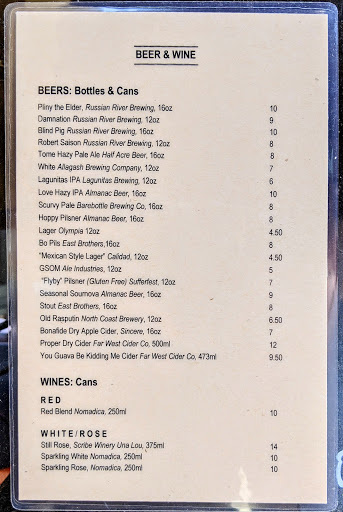 BEER & WINE
BEERS: Bottles & Cans
Pliny the Elder, Russian River Brewing, 16oz 10
Damnation Russian River Brewing, 12oz 9
Blind Pig Russian River Brewing, 16oz 10
Robert Saison Russian River Brewing, 12oz 8
Tome Hazy Pale Ale Half Acre Beer, 16oz 8
White Allagash Brewing Company, 12oz 7
Lagunitas IPA Lagunitas Brewing, 12oz 6
Love Hazy IPA Almanac Beer, 16oz 10
Scurvy Pale Barebottle Brewing Co, 16oz 8
Hoppy Pilsner Almanac Beer, 16oz 8
Lager Olympia 12oz 4.50
Bo Pils East Brothers,16oz 8
"Mexican Style Lager" Calidad, 12oz 4.50
GSOM Ale Industries, 12oz 5
"Flyby" Pilsner (Gluten Free) Sufferfest, 12oz 7
Seasonal Sournova Almanac Beer, 16oz 9
Stout East Brothers, 16oz 8
Old Rasputin North Coast Brewery, 12oz 6.50
Bonafide Dry Apple Cider, Sincere, 16oz 7
Proper Dry Cider Far West Cider Co, 500ml 12
You Guava Be Kidding Me Cider Far West Cider Co, 473ml 9.50
WINES: Cans
RED
Red Blend Nomadica, 250ml 10
WHITE/ROSE
Still Rose, Scribe Winery Una Lou, 375ml 14
Sparkling White Nomadica, 250ml 10
Sparkling Rose, Nomadica, 250ml 10